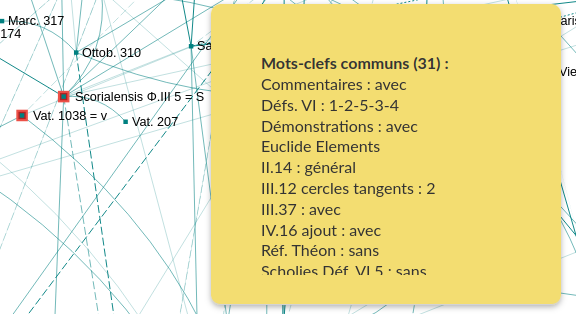 Marc. 317
174
Ottob. 310
Sa
Scorialensis Φ.III 5 = S
Vat. 1038 = v
Vat. 207
Mots-clefs communs (31) :
Commentaires : avec
Défs. VI : 1-2-5-3-4
Démonstrations : avec
Euclide Elements
II.14 : général
III.12 cercles tangents : 2
III.37 : avec
IV.16 ajout : avec
Réf. Théon : sans
Scholies Déf. VI.5 : sans
aris
Vie